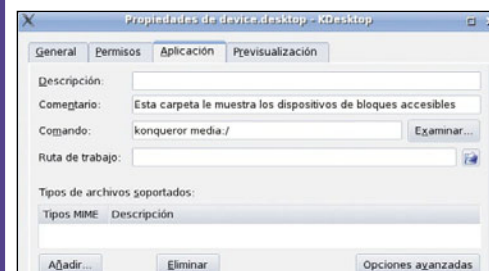 Propiedades de device.desktop - KDesktop
General Permisos Aplicación Previsualización
Descripción:
Comentario: Esta carpeta le muestra los dispositivos de bloques accesibles
Comando: konqueror media:/ Examinar...
Ruta de trabajo:
Tipos de archivos soportados:
Tipos MIME Descripción
Añadir... Eliminar Opciones avanzadas